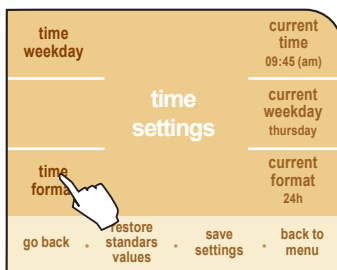 time
weekday
time
settings
time
format
current
time
09:45 (am)
current
weekday
thursday
current
format
24h
go back
restore
standars
values
save
settings
back to
menu